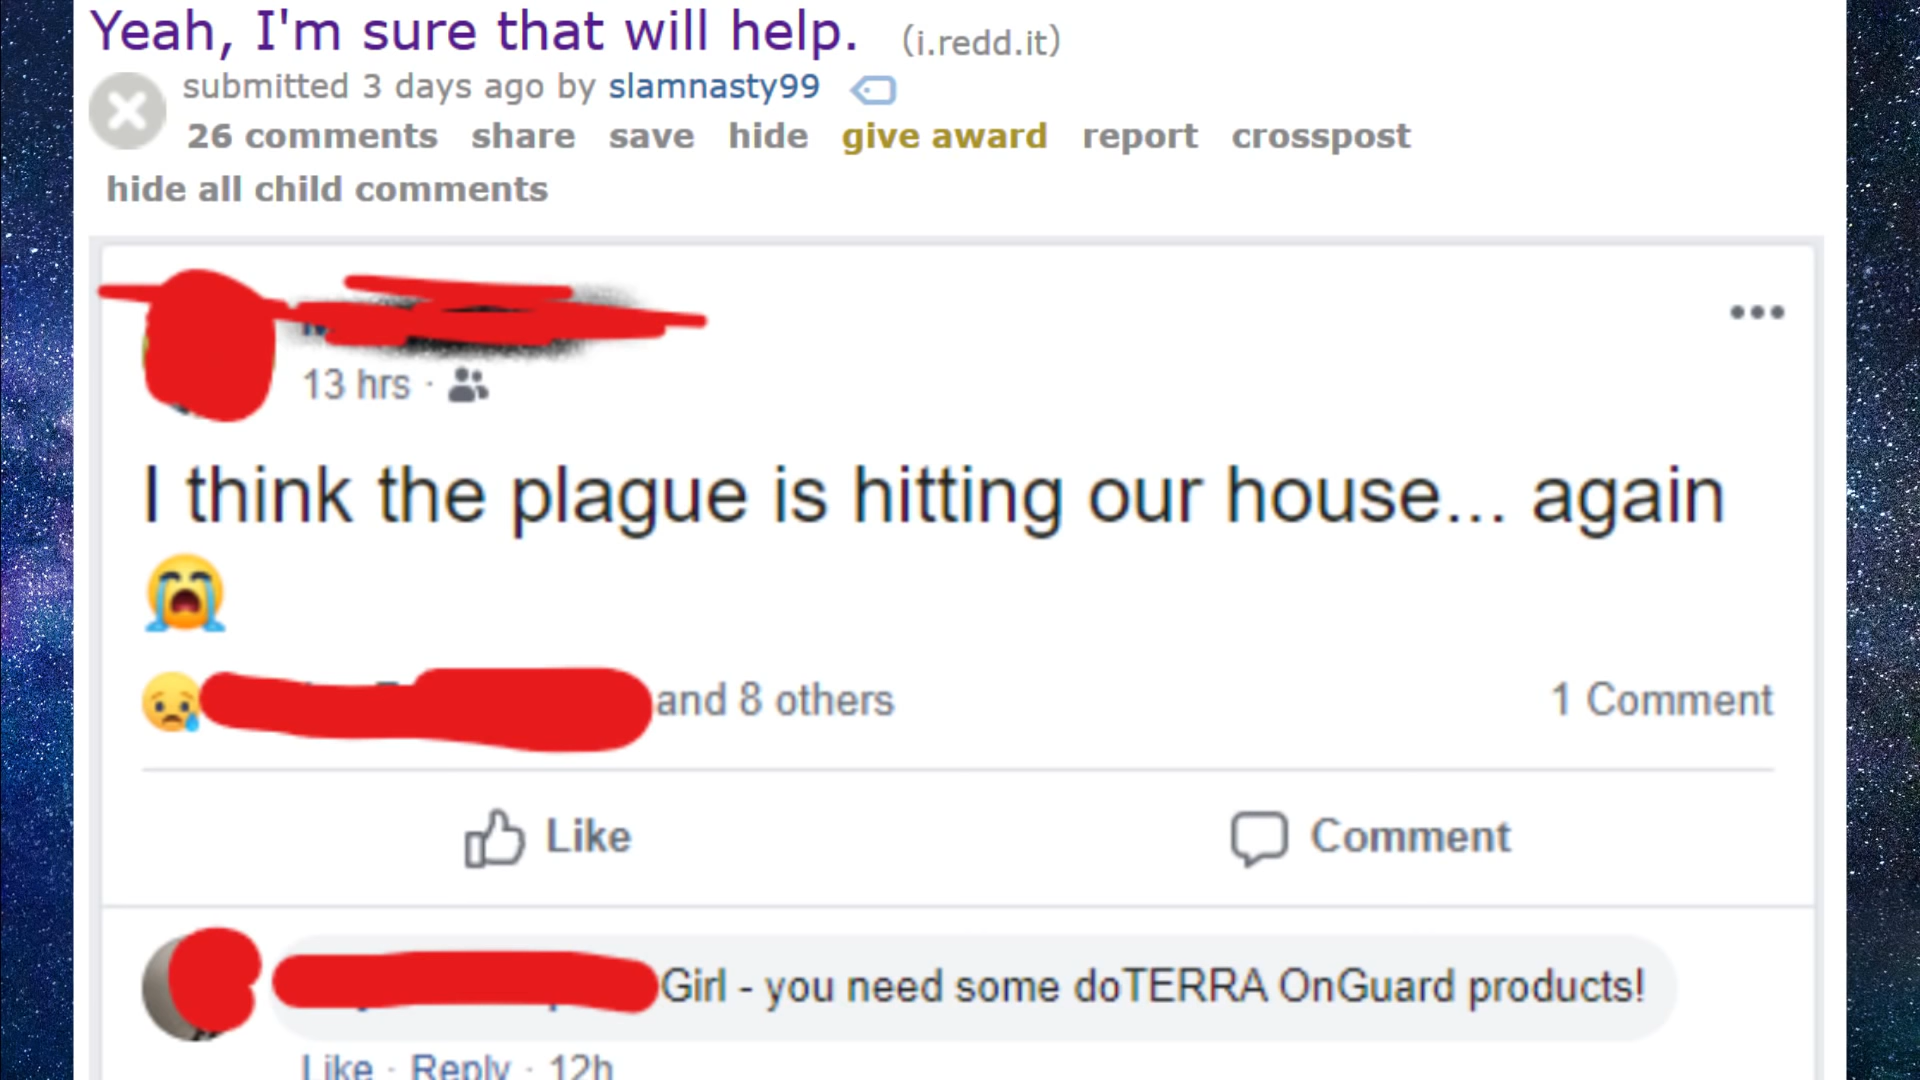 Yeah, I'm sure that will help. (i.redd.it)
submitted 3 days ago by slamnasty99
26 comments share save hide give award report crosspost
hide all child comments
13 hrs ·
I think the plague is hitting our house... again
and 8 others 1 Comment
Like Comment
Girl - you need some doTERRA OnGuard products!
Like · Reply · 12h